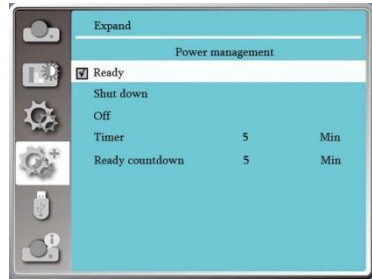 Expand
Power management
Ready
Shut down
Off
Timer 5 Min
Ready countdown 5 Min